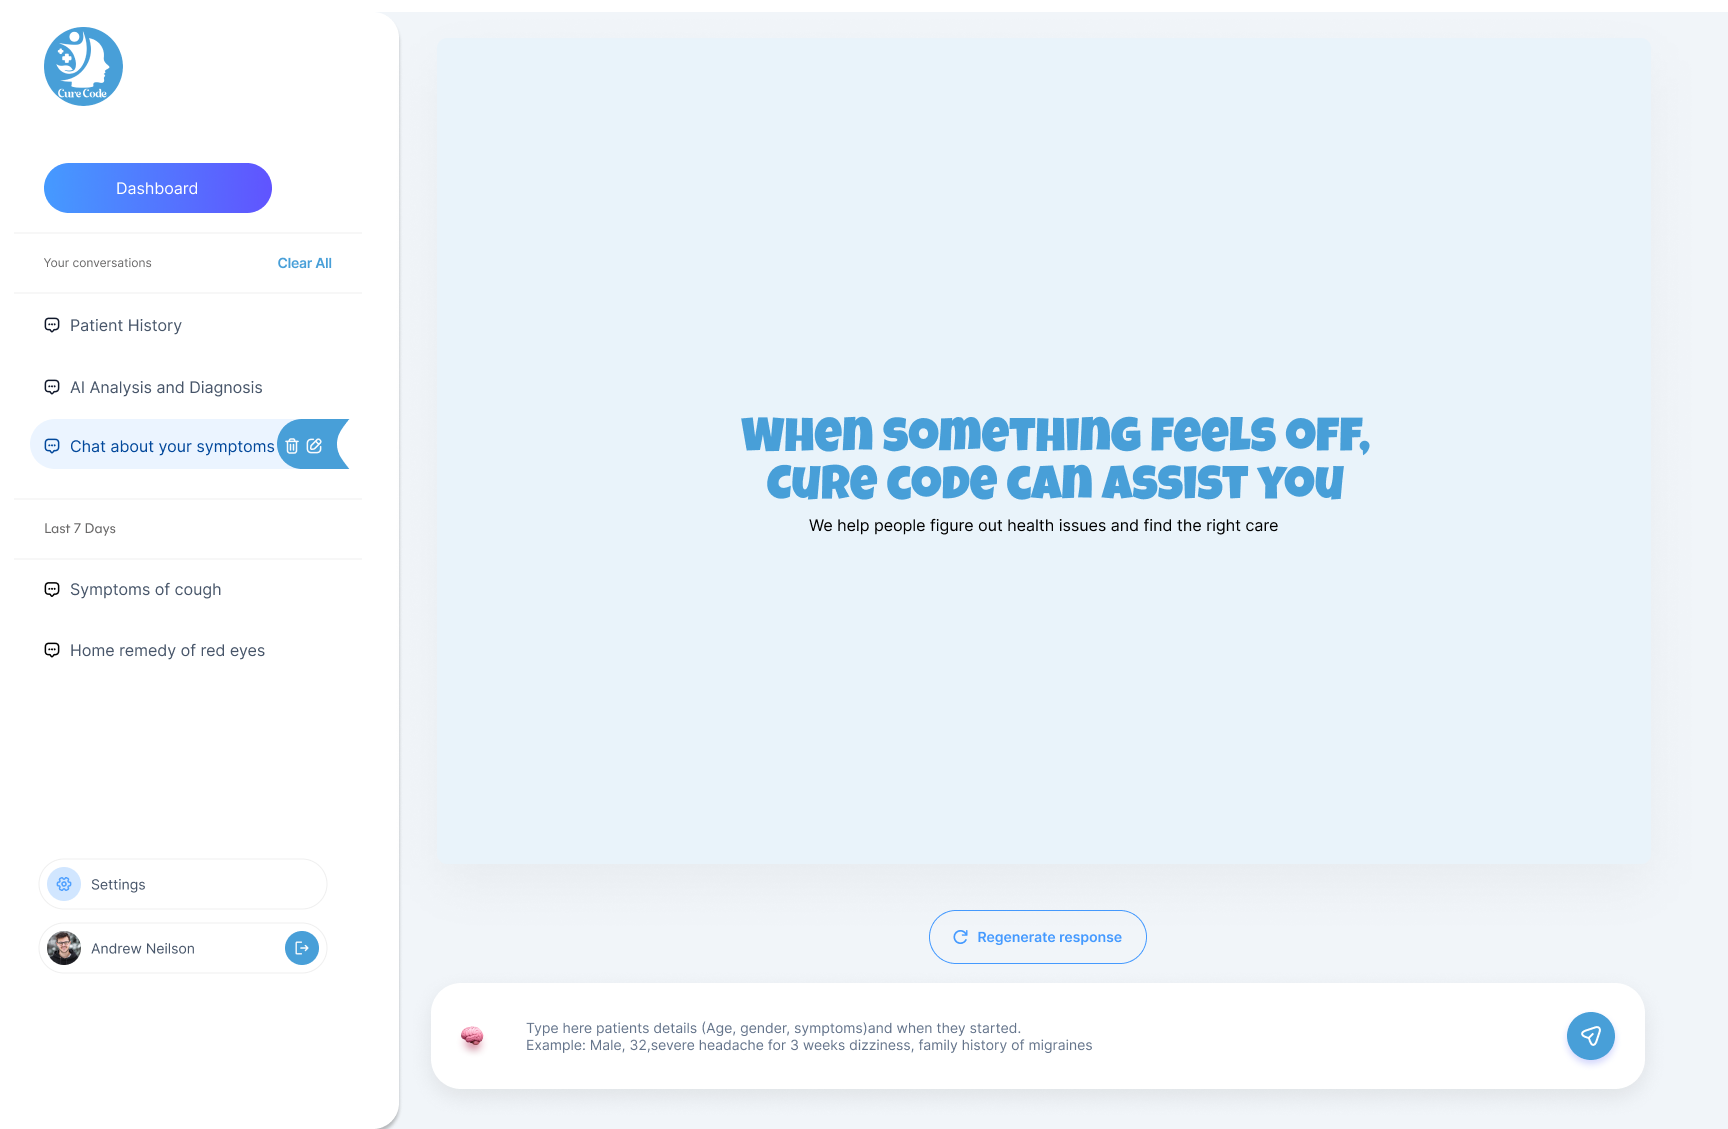 Cure Code
Dashboard
Your conversations
Clear All
Patient History
AI Analysis and Diagnosis
Chat about your symptoms
Last 7 Days
Symptoms of cough
Home remedy of red eyes
Settings
Andrew Neilson
When something feels off,
Cure Code can assist you
We help people figure out health issues and find the right care
Regenerate response
Type here patients details (Age, gender, symptoms)and when they started.
Example: Male, 32,severe headache for 3 weeks dizziness, family history of migraines